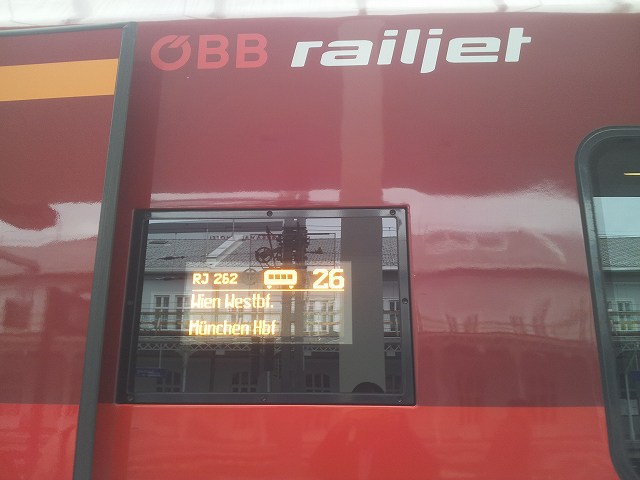 ÖBB railjet
RJ 262 26
Wien Westbf.
München Hbf